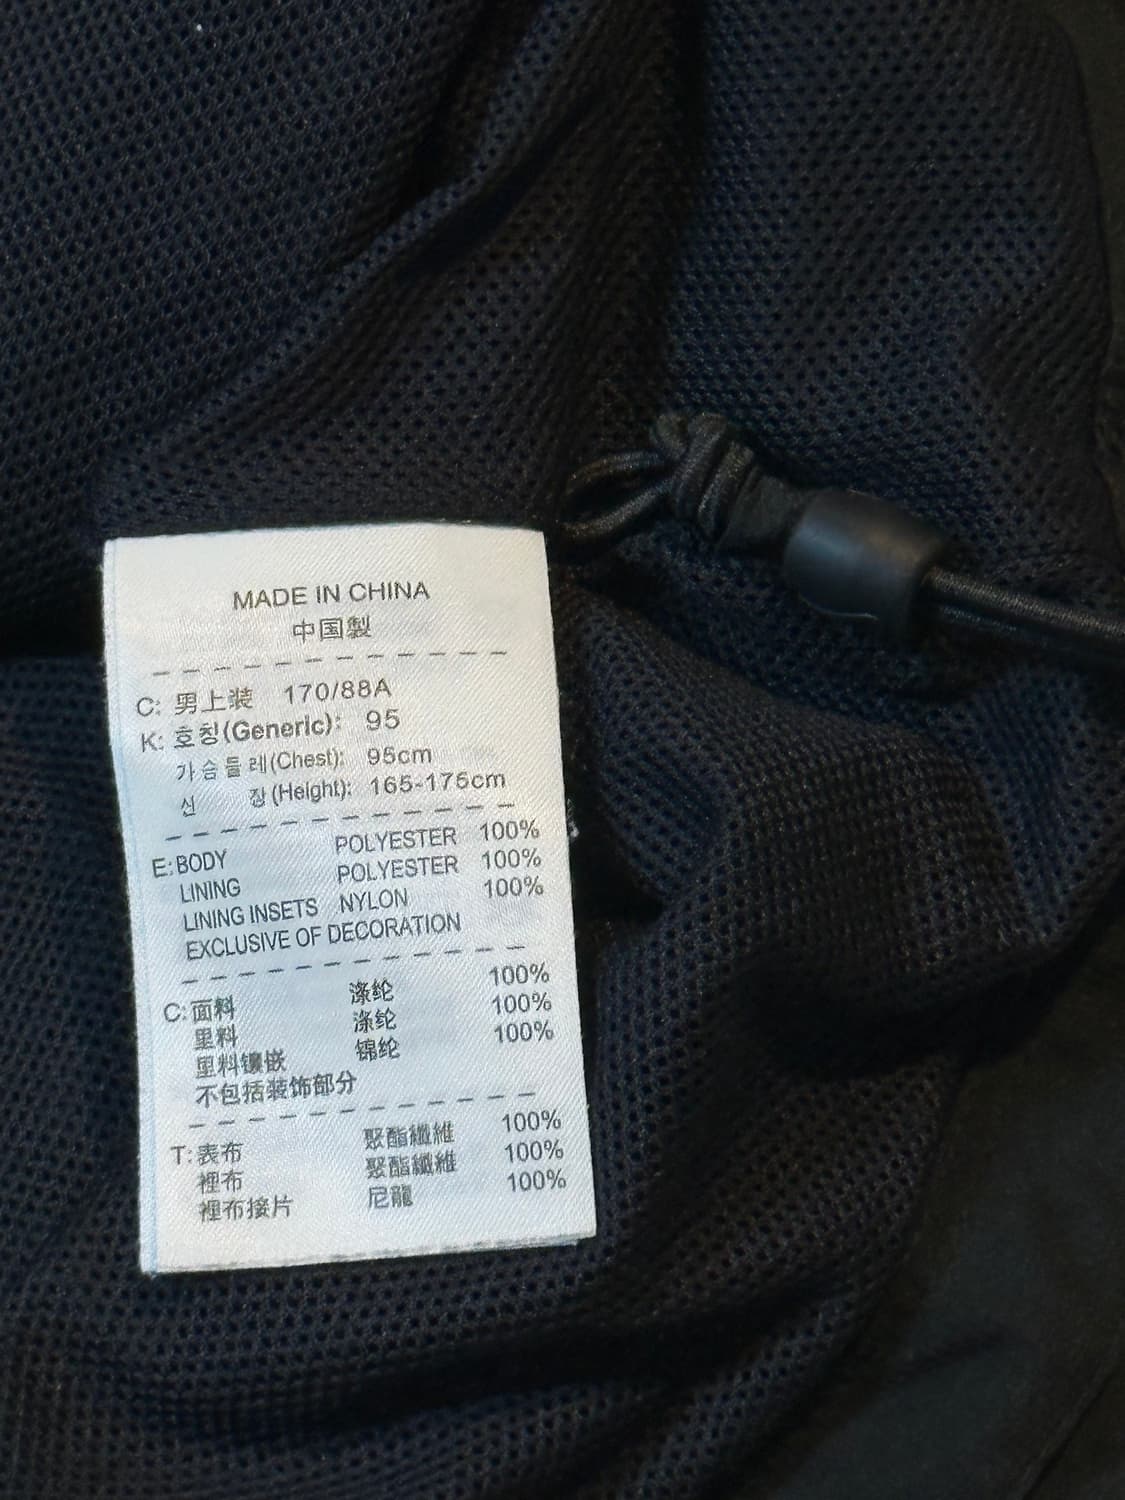 MADE IN CHINA
中国製
C: 男上装 170/88A
K: 호칭(Generic): 95
가슴둘레(Chest): 95cm
신 장(Height): 165-175cm
E: BODY POLYESTER 100%
LINING POLYESTER 100%
LINING INSETS NYLON 100%
EXCLUSIVE OF DECORATION
C: 面料 涤纶 100%
里料 涤纶 100%
里料镶嵌 锦纶 100%
不包括装饰部分
T: 表布 聚酯纖維 100%
裡布 聚酯纖維 100%
裡布接片 尼龍 100%